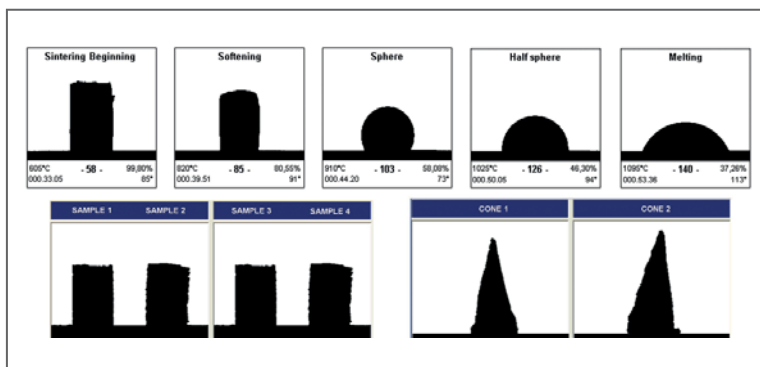 Sintering Beginning
605°C - 58 - 99,80%
000.33.05 85°
Softening
820°C - 85 - 80,55%
000.39.51 91°
Sphere
910°C - 103 - 58,08%
000.44.20 73°
Half sphere
1025°C - 126 - 46,30%
000.50.05 94°
Melting
1095°C - 140 - 37,26%
000.53.36 113°
SAMPLE 1 SAMPLE 2 SAMPLE 3 SAMPLE 4
CONE 1 CONE 2